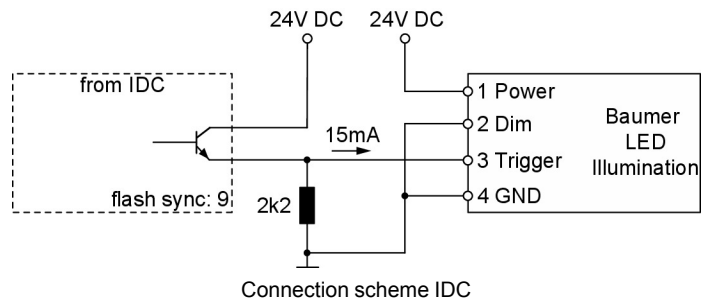 24V DC
24V DC
from IDC
1 Power
2 Dim
3 Trigger
4 GND
Baumer
LED
Illumination
15mA
flash sync: 9
2k2
Connection scheme IDC